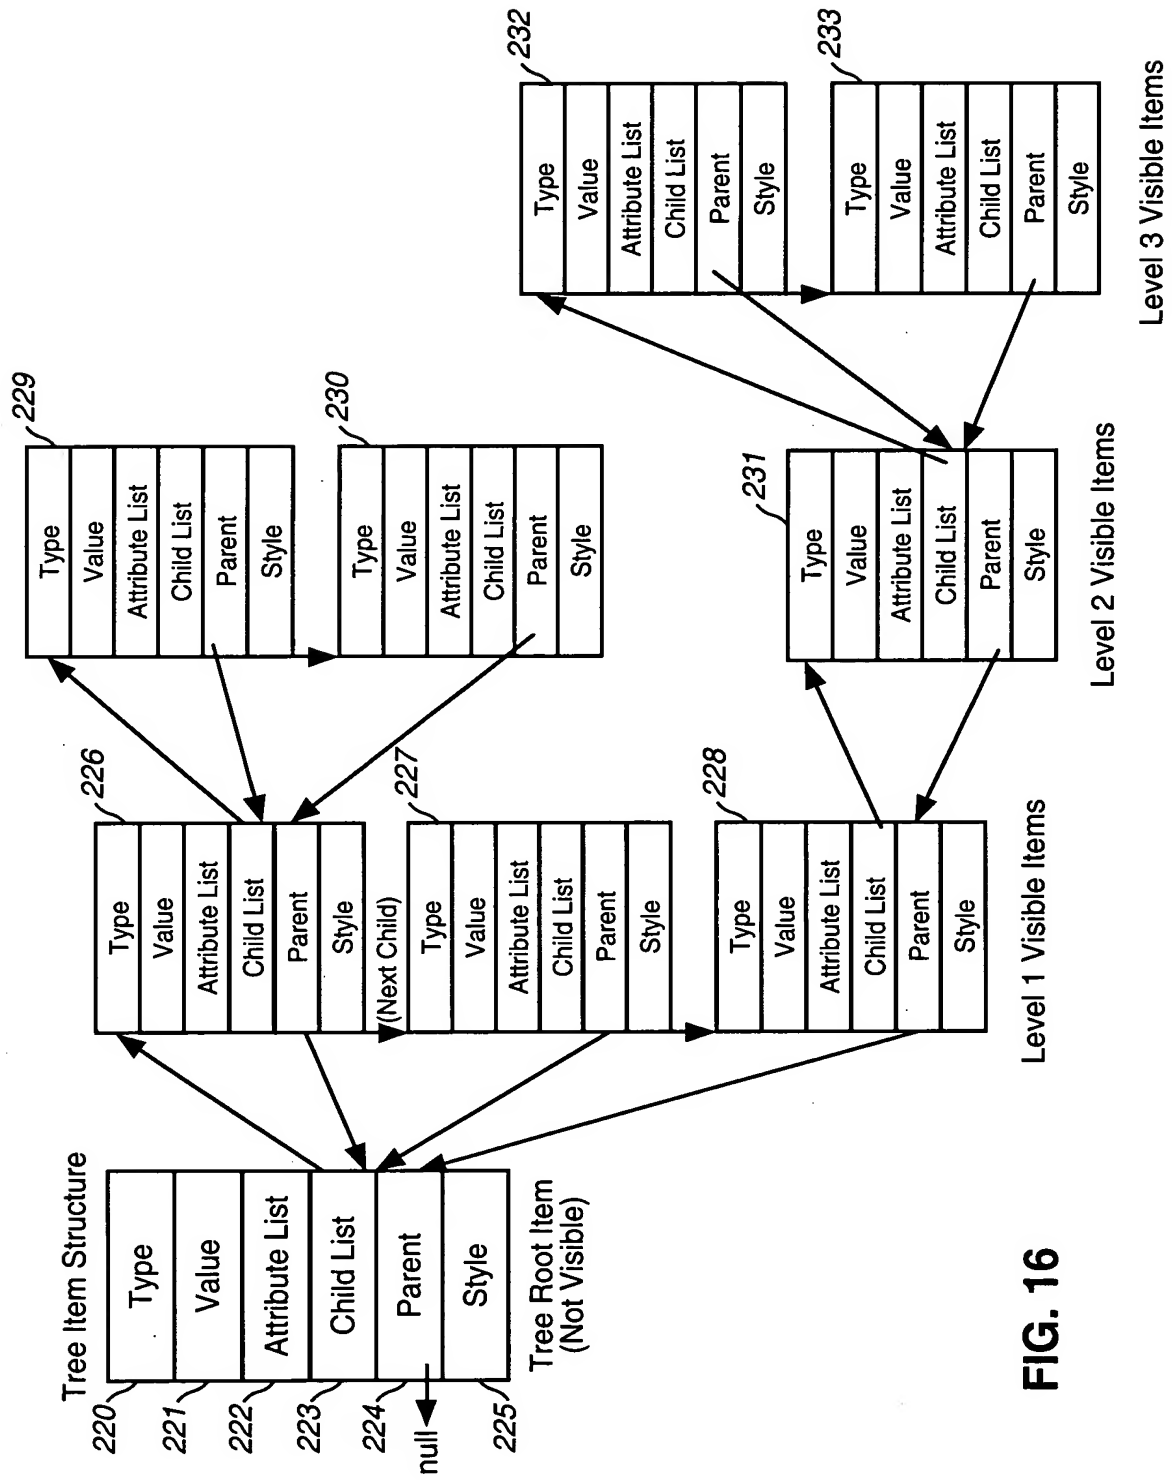 Tree Item Structure
220
Type
221
Value
222
Attribute List
223
Child List
224
Parent
null
225
Style
Tree Root Item
(Not Visible)
226
Type
Value
Attribute List
Child List
Parent
Style
(Next Child)
227
Type
Value
Attribute List
Child List
Parent
Style
228
Type
Value
Attribute List
Child List
Parent
Style
Level 1 Visible Items
229
Type
Value
Attribute List
Child List
Parent
Style
230
Type
Value
Attribute List
Child List
Parent
Style
231
Type
Value
Attribute List
Child List
Parent
Style
Level 2 Visible Items
232
Type
Value
Attribute List
Child List
Parent
Style
233
Type
Value
Attribute List
Child List
Parent
Style
Level 3 Visible Items
FIG. 16